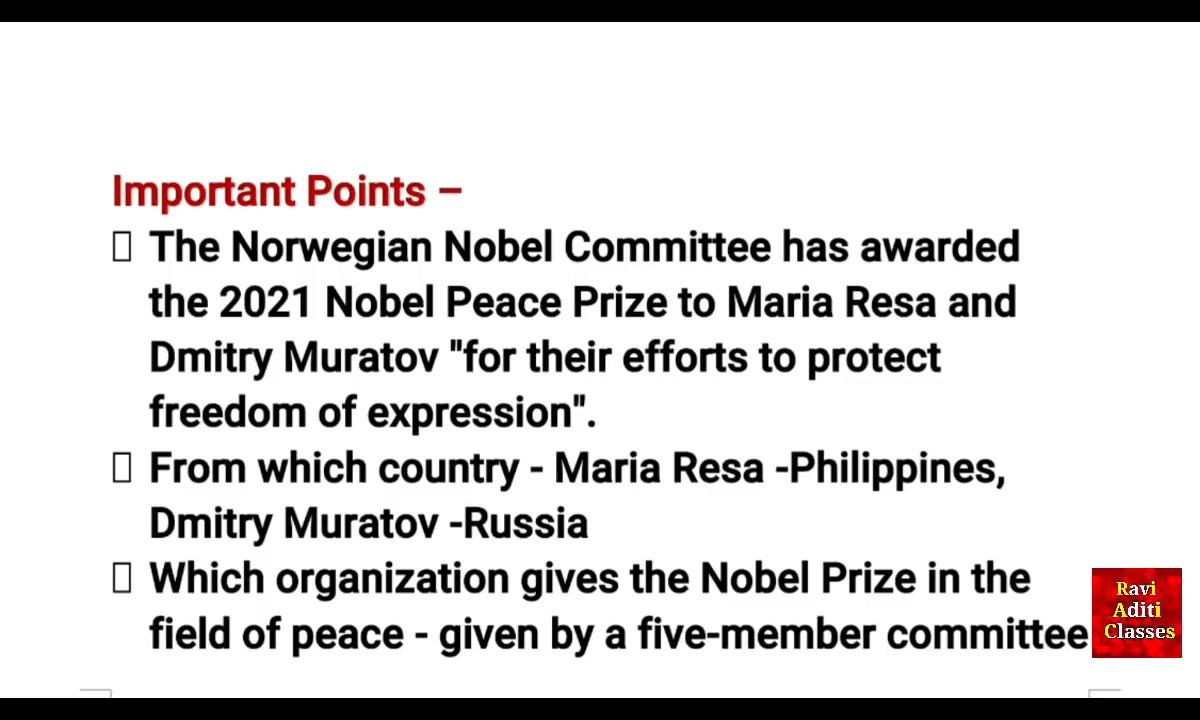 Important Points –
The Norwegian Nobel Committee has awarded
the 2021 Nobel Peace Prize to Maria Resa and
Dmitry Muratov "for their efforts to protect
freedom of expression".
From which country - Maria Resa -Philippines,
Dmitry Muratov -Russia
Which organization gives the Nobel Prize in the
field of peace - given by a five-member committee
Ravi
Aditi
Classes